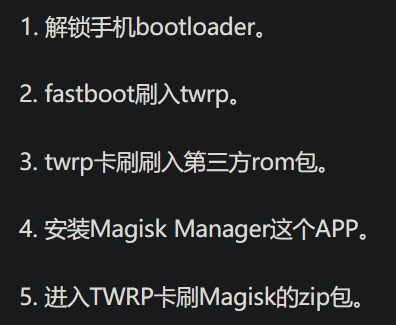 1. 解锁手机bootloader。
2. fastboot刷入twrp。
3. twrp卡刷刷入第三方rom包。
4. 安装Magisk Manager这个APP。
5. 进入TWRP卡刷Magisk的zip包。